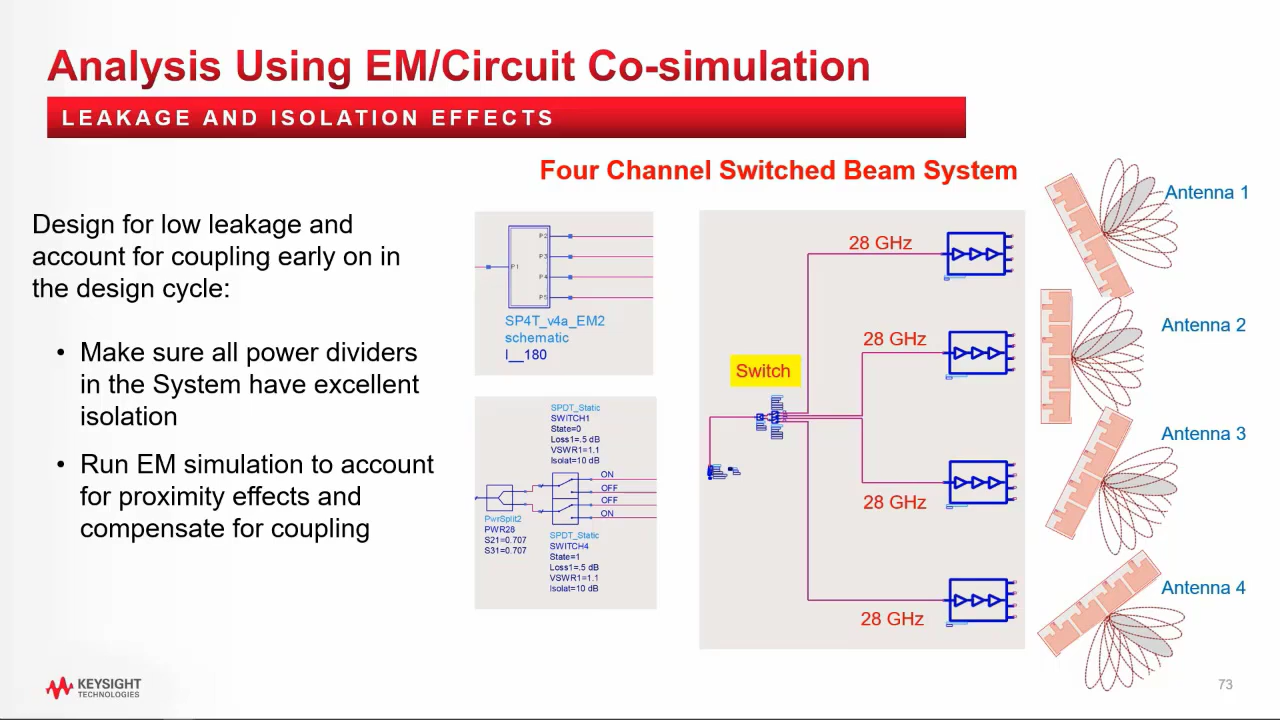 Analysis Using EM/Circuit Co-simulation
LEAKAGE AND ISOLATION EFFECTS
Four Channel Switched Beam System
Design for low leakage and
account for coupling early on in
the design cycle:
• Make sure all power dividers
in the System have excellent
isolation
• Run EM simulation to account
for proximity effects and
compensate for coupling
P1
P2
P3
P4
P5
SP4T_v4a_EM2
schematic
I__180
SPDT_Static
SWITCH1
State=0
Loss1=.5 dB
VSWR1=1.1
Isolat=10 dB
ON
OFF
OFF
ON
PwrSplit2
PWR28
S21=0.707
S31=0.707
SPDT_Static
SWITCH4
State=1
Loss1=.5 dB
VSWR1=1.1
Isolat=10 dB
28 GHz
28 GHz
Switch
28 GHz
28 GHz
Antenna 1
Antenna 2
Antenna 3
Antenna 4
KEYSIGHT
TECHNOLOGIES
73